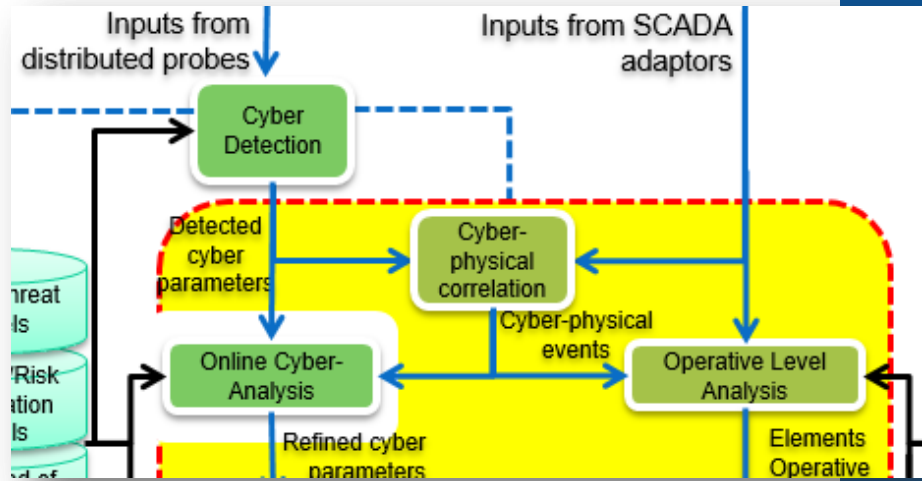 Inputs from
distributed probes
Inputs from SCADA
adaptors
Cyber
Detection
Detected
cyber
parameters
Cyber-
physical
correlation
Cyber-physical
events
Online Cyber-
Analysis
Operative Level
Analysis
Refined cyber
parameters
Elements
Operative
/Risk